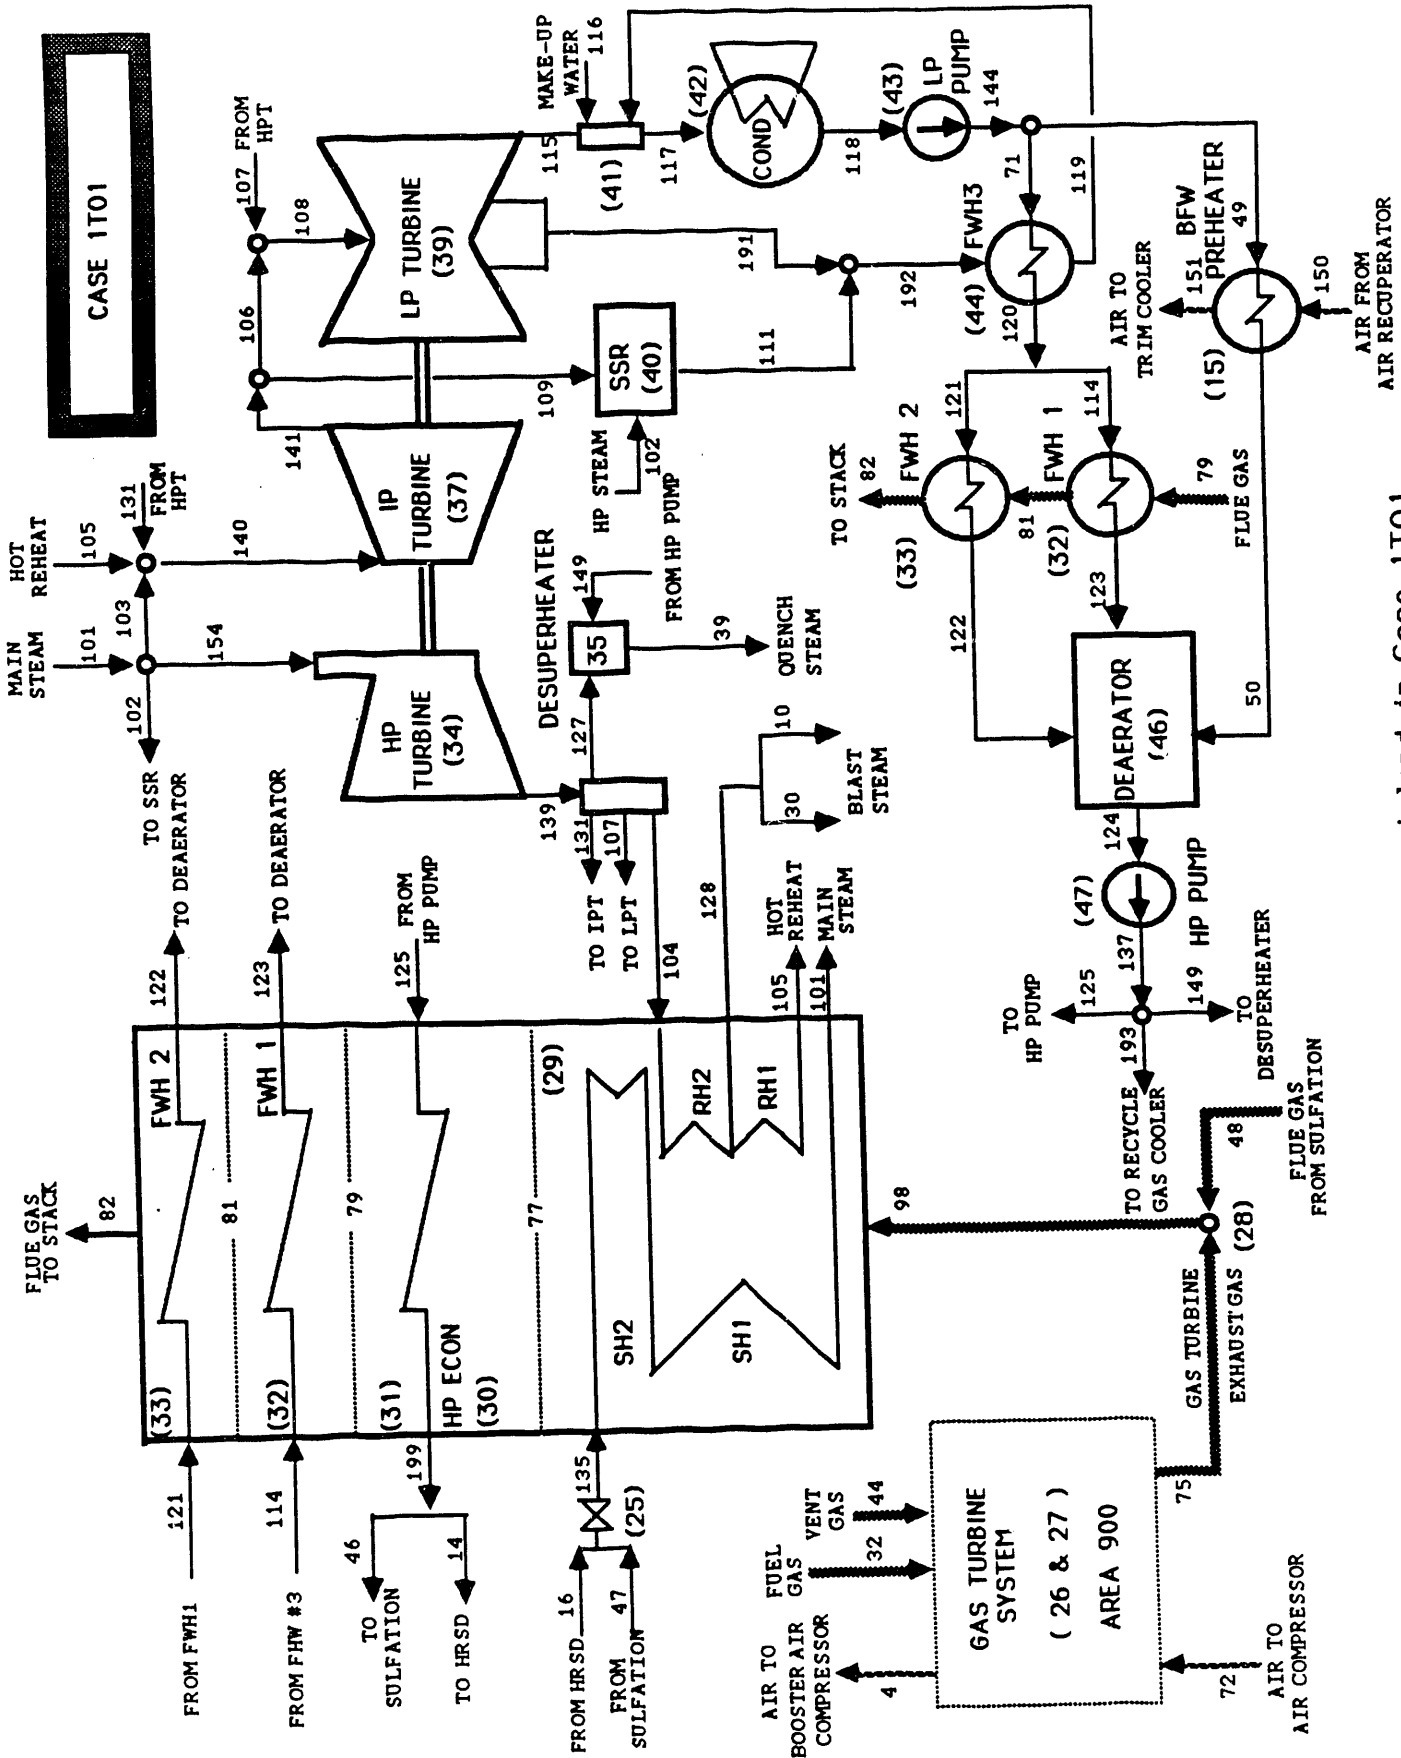 CASE 1TO1
MAIN
STEAM
101
HOT
REHEAT
105
103
131
FROM
HPT
102
TO SSR
154
140
141
106
107 FROM
HPT
108
HP
TURBINE
(34)
IP
TURBINE
(37)
LP TURBINE
(39)
109
SSR
(40)
HP STEAM
102
111
191
192
115
MAKE-UP
WATER
116
(41)
117
(42)
COND
118
(43)
LP
PUMP
144
71
119
FWH3
(44)
120
49
BFW
PREHEATER
(15)
151
AIR TO
TRIM COOLER
150
AIR FROM
AIR RECUPERATOR
50
121
114
FWH 2
(33)
82
TO STACK
81
FWH 1
(32)
79
FLUE GAS
122
123
DEAERATOR
(46)
124
(47)
HP PUMP
137
125
TO
HP PUMP
193
TO RECYCLE
GAS COOLER
149
TO
DESUPERHEATER
DESUPERHEATER
35
149
FROM HP PUMP
39
QUENCH
STEAM
127
139
131
TO IPT
107
TO LPT
104
128
10
30
BLAST
STEAM
HOT
REHEAT
105
MAIN
STEAM
101
FLUE GAS
TO STACK
82
FROM FWH1
121
(33)
FWH 2
122
TO DEAERATOR
81
FROM FHW #3
114
(32)
FWH 1
123
TO DEAERATOR
79
(31)
HP ECON
(30)
125
FROM
HP PUMP
199
46
TO
SULFATION
14
TO HRSD
77
(29)
SH2
SH1
RH2
RH1
135
(25)
FROM HRSD
16
FROM
SULFATION
47
98
GAS TURBINE
EXHAUST GAS
(28)
48
FLUE GAS
FROM SULFATION
75
GAS TURBINE
SYSTEM
( 26 & 27 )
AREA 900
AIR TO
BOOSTER AIR
COMPRESSOR
4
FUEL
GAS
32
VENT
GAS
44
72
AIR TO
AIR COMPRESSOR